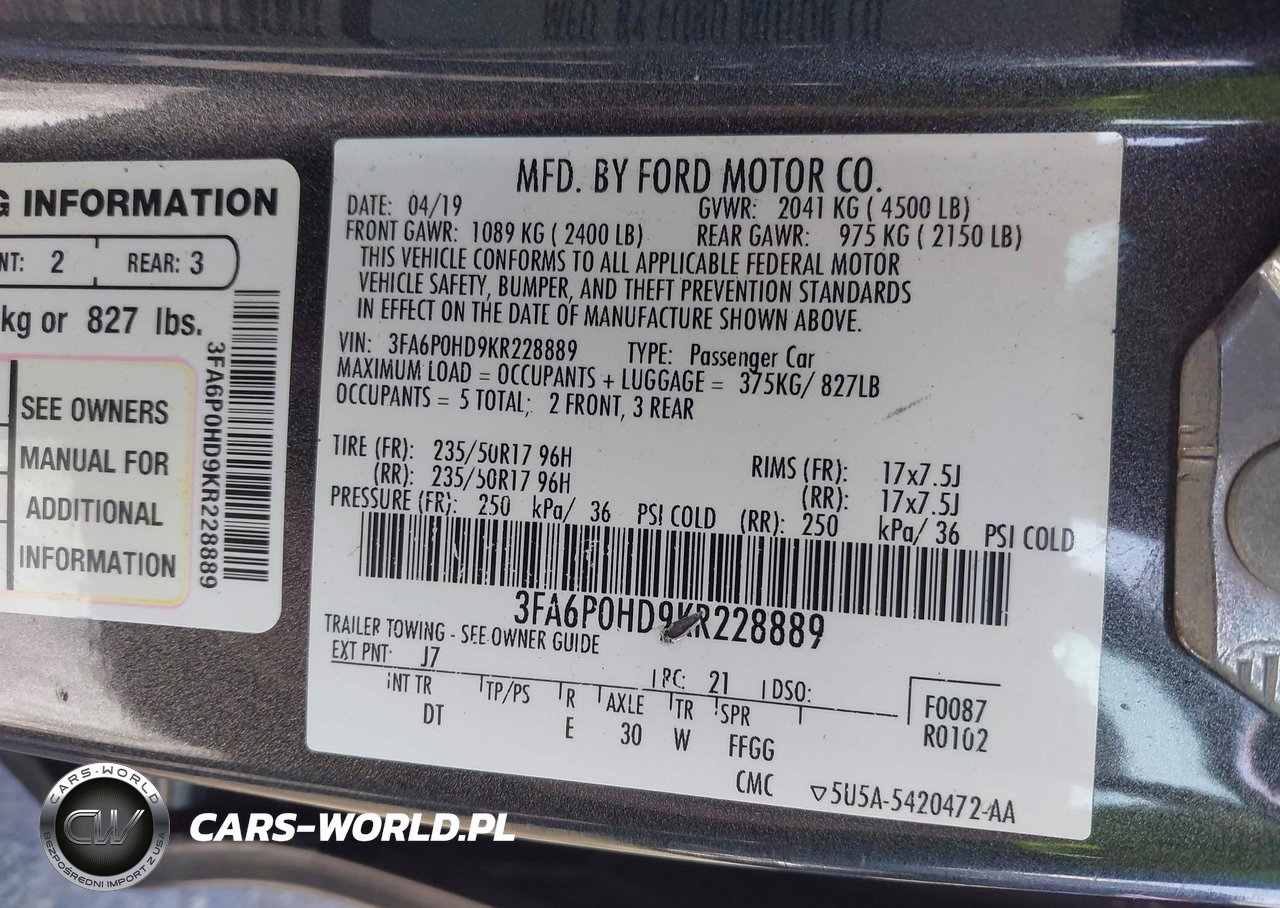 MFD. BY FORD MOTOR CO.
DATE: 04/19 GVWR: 2041 KG ( 4500 LB)
FRONT GAWR: 1089 KG ( 2400 LB) REAR GAWR: 975 KG ( 2150 LB)
THIS VEHICLE CONFORMS TO ALL APPLICABLE FEDERAL MOTOR
VEHICLE SAFETY, BUMPER, AND THEFT PREVENTION STANDARDS
IN EFFECT ON THE DATE OF MANUFACTURE SHOWN ABOVE.
VIN: 3FA6P0HD9KR228889 TYPE: Passenger Car
MAXIMUM LOAD = OCCUPANTS + LUGGAGE = 375KG/ 827LB
OCCUPANTS = 5 TOTAL; 2 FRONT, 3 REAR
TIRE (FR): 235/50R17 96H RIMS (FR): 17x7.5J
(RR): 235/50R17 96H (RR): 17x7.5J
PRESSURE (FR): 250 kPa/ 36 PSI COLD (RR): 250 kPa/ 36 PSI COLD
3FA6P0HD9KR228889
TRAILER TOWING - SEE OWNER GUIDE
EXT PNT: J7 RC: 21 DSO:
INT TR TP/PS R AXLE TR SPR F0087
DT E 30 W FFGG R0102
CMC ▽5U5A-5420472-AA
G INFORMATION
NT: 2 REAR: 3
kg or 827 lbs.
SEE OWNERS
MANUAL FOR
ADDITIONAL
INFORMATION
3FA6P0HD9KR228889
CARS-WORLD
CW
BEZPOŚREDNI IMPORT Z USA
CARS-WORLD.PL